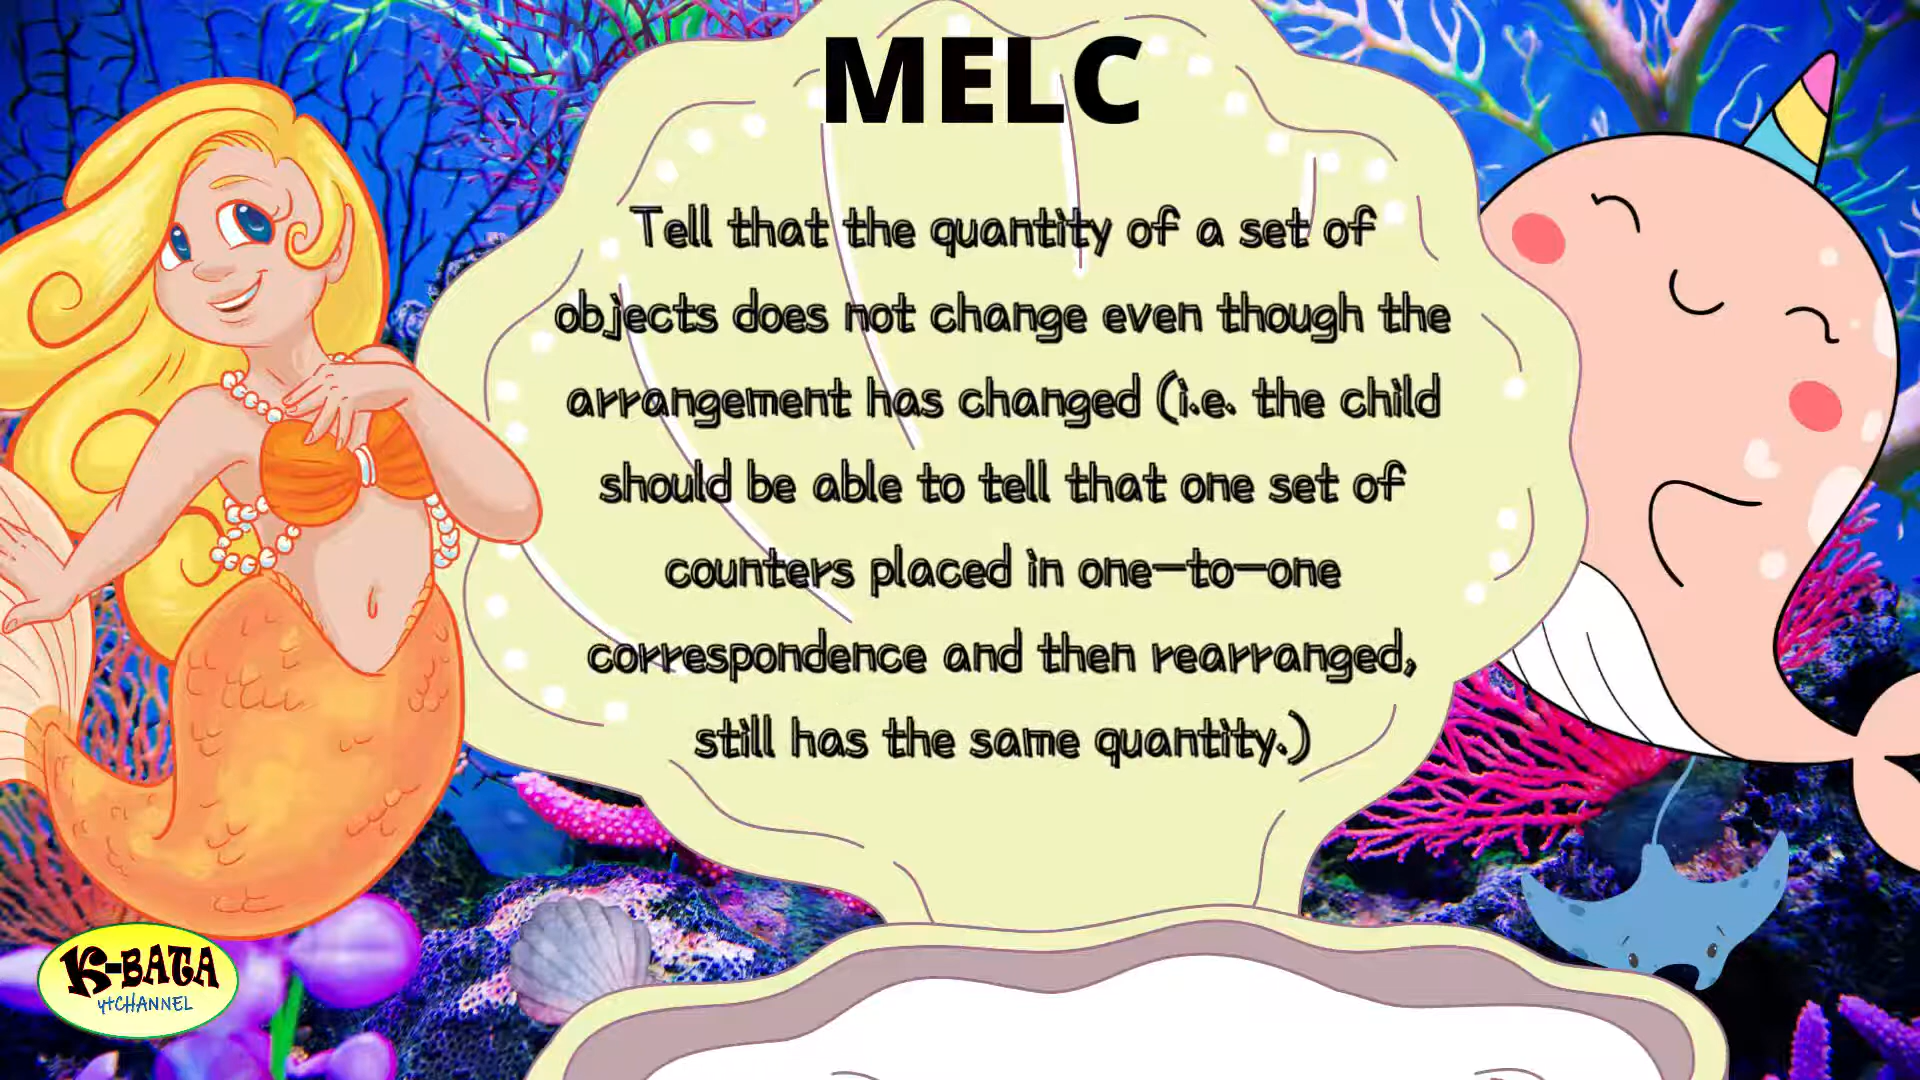 MELC
Tell that the quantity of a set of
objects does not change even though the
arrangement has changed (i.e. the child
should be able to tell that one set of
counters placed in one-to-one
correspondence and then rearranged,
still has the same quantity.)
K-BATA
ytCHANNEL